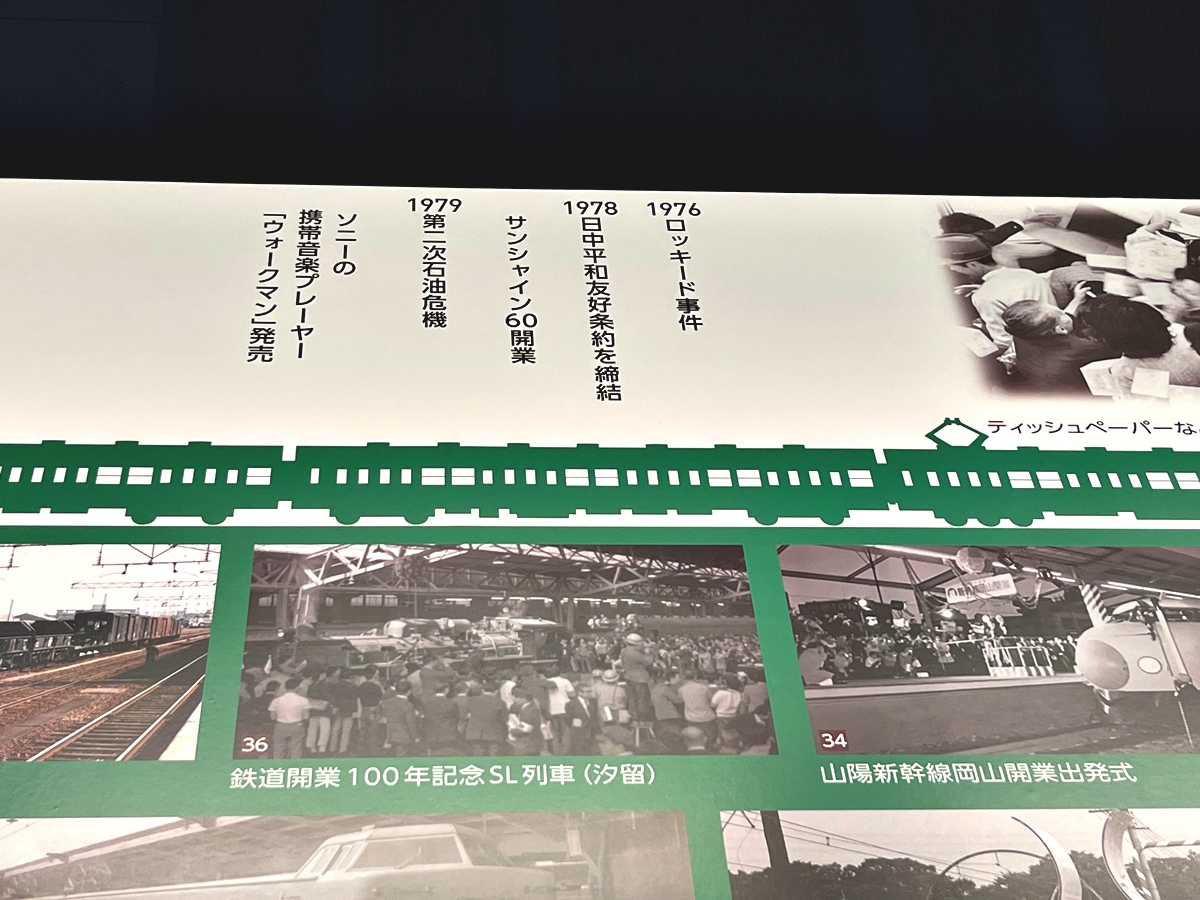 1976
ロッキード事件
1978
日中平和友好条約を締結
サンシャイン60開業
1979
第二次石油危機
ソニーの
携帯音楽プレーヤー
「ウォークマン」発売
ティッシュペーパーな
36
鉄道開業100年記念SL列車（汐留）
34
山陽新幹線岡山開業出発式